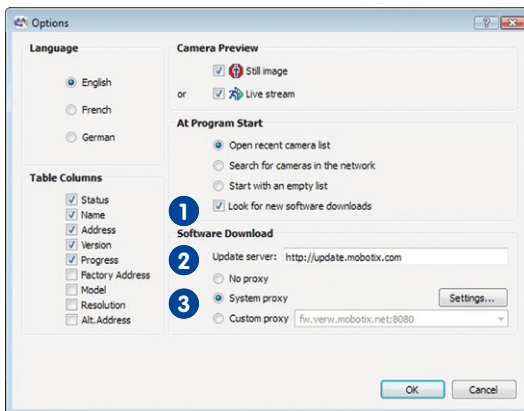 Options
Language
English
French
German
Table Columns
Status
Name
Address
Version
Progress
Factory Address
Model
Resolution
Alt.Address
Camera Preview
Still image
or
Live stream
At Program Start
Open recent camera list
Search for cameras in the network
Start with an empty list
1
Look for new software downloads
Software Download
2
Update server: http://update.mobotix.com
No proxy
3
System proxy
Settings...
Custom proxy fw.verw.mobotix.net:8080
OK
Cancel